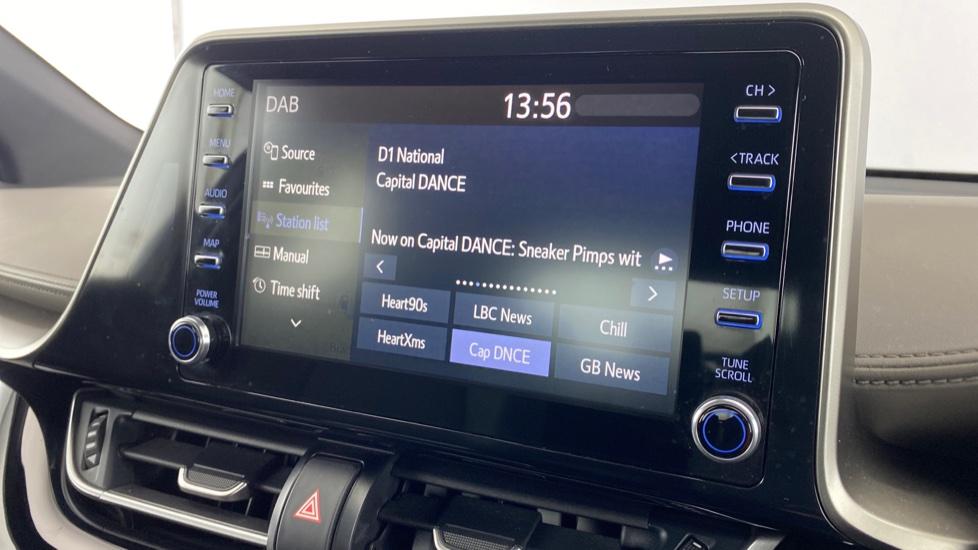 HOME
MENU
AUDIO
MAP
POWER
VOLUME
DAB
13:56
Source
Favourites
Station list
Manual
Time shift
D1 National
Capital DANCE
Now on Capital DANCE: Sneaker Pimps wit
Heart90s
LBC News
Chill
HeartXms
Cap DNCE
GB News
CH >
<TRACK
PHONE
SETUP
TUNE
SCROLL